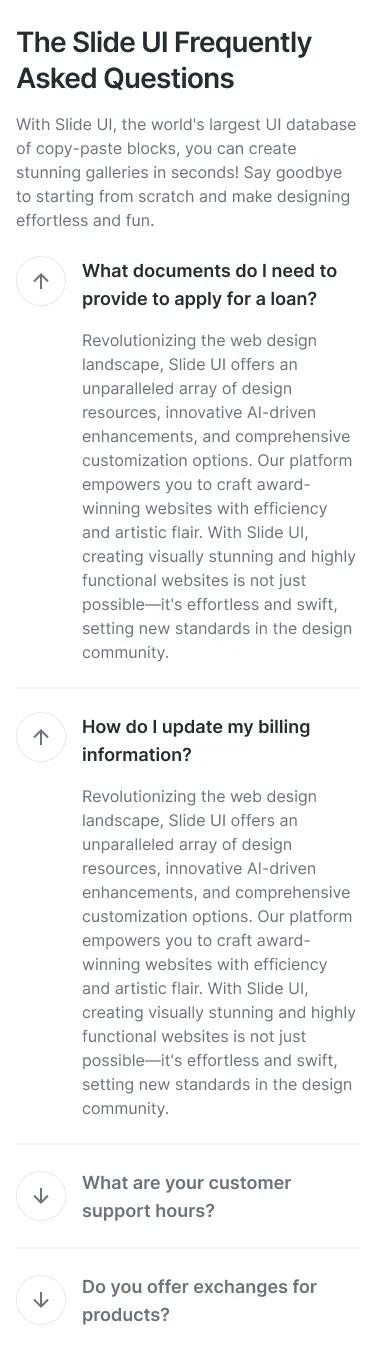 The Slide UI Frequently
Asked Questions
With Slide UI, the world's largest UI database
of copy-paste blocks, you can create
stunning galleries in seconds! Say goodbye
to starting from scratch and make designing
effortless and fun.
What documents do I need to
provide to apply for a loan?
Revolutionizing the web design
landscape, Slide UI offers an
unparalleled array of design
resources, innovative AI-driven
enhancements, and comprehensive
customization options. Our platform
empowers you to craft award-
winning websites with efficiency
and artistic flair. With Slide UI,
creating visually stunning and highly
functional websites is not just
possible—it's effortless and swift,
setting new standards in the design
community.
How do I update my billing
information?
Revolutionizing the web design
landscape, Slide UI offers an
unparalleled array of design
resources, innovative AI-driven
enhancements, and comprehensive
customization options. Our platform
empowers you to craft award-
winning websites with efficiency
and artistic flair. With Slide UI,
creating visually stunning and highly
functional websites is not just
possible—it's effortless and swift,
setting new standards in the design
community.
What are your customer
support hours?
Do you offer exchanges for
products?